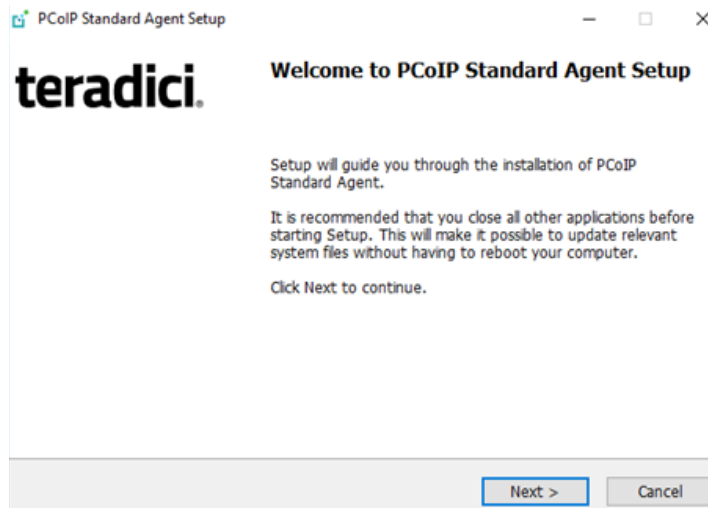 PCoIP Standard Agent Setup
teradici®
Welcome to PCoIP Standard Agent Setup
Setup will guide you through the installation of PCoIP
Standard Agent.
It is recommended that you close all other applications before
starting Setup. This will make it possible to update relevant
system files without having to reboot your computer.
Click Next to continue.
Next >
Cancel